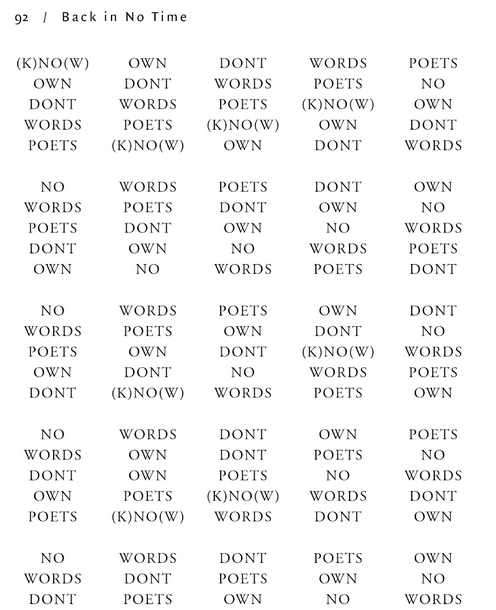 92 / Back in No Time
(K)NO(W) OWN DONT WORDS POETS
OWN DONT WORDS POETS NO
DONT WORDS POETS (K)NO(W) OWN
WORDS POETS (K)NO(W) OWN DONT
POETS (K)NO(W) OWN DONT WORDS
NO WORDS POETS DONT OWN
WORDS POETS DONT OWN NO
POETS DONT OWN NO WORDS
DONT OWN NO WORDS POETS
OWN NO WORDS POETS DONT
NO WORDS POETS OWN DONT
WORDS POETS OWN DONT NO
POETS OWN DONT (K)NO(W) WORDS
OWN DONT NO WORDS POETS
DONT (K)NO(W) WORDS POETS OWN
NO WORDS DONT OWN POETS
WORDS OWN DONT POETS NO
DONT OWN POETS NO WORDS
OWN POETS (K)NO(W) WORDS DONT
POETS (K)NO(W) WORDS DONT OWN
NO WORDS DONT POETS OWN
WORDS DONT POETS OWN NO
DONT POETS OWN NO WORDS